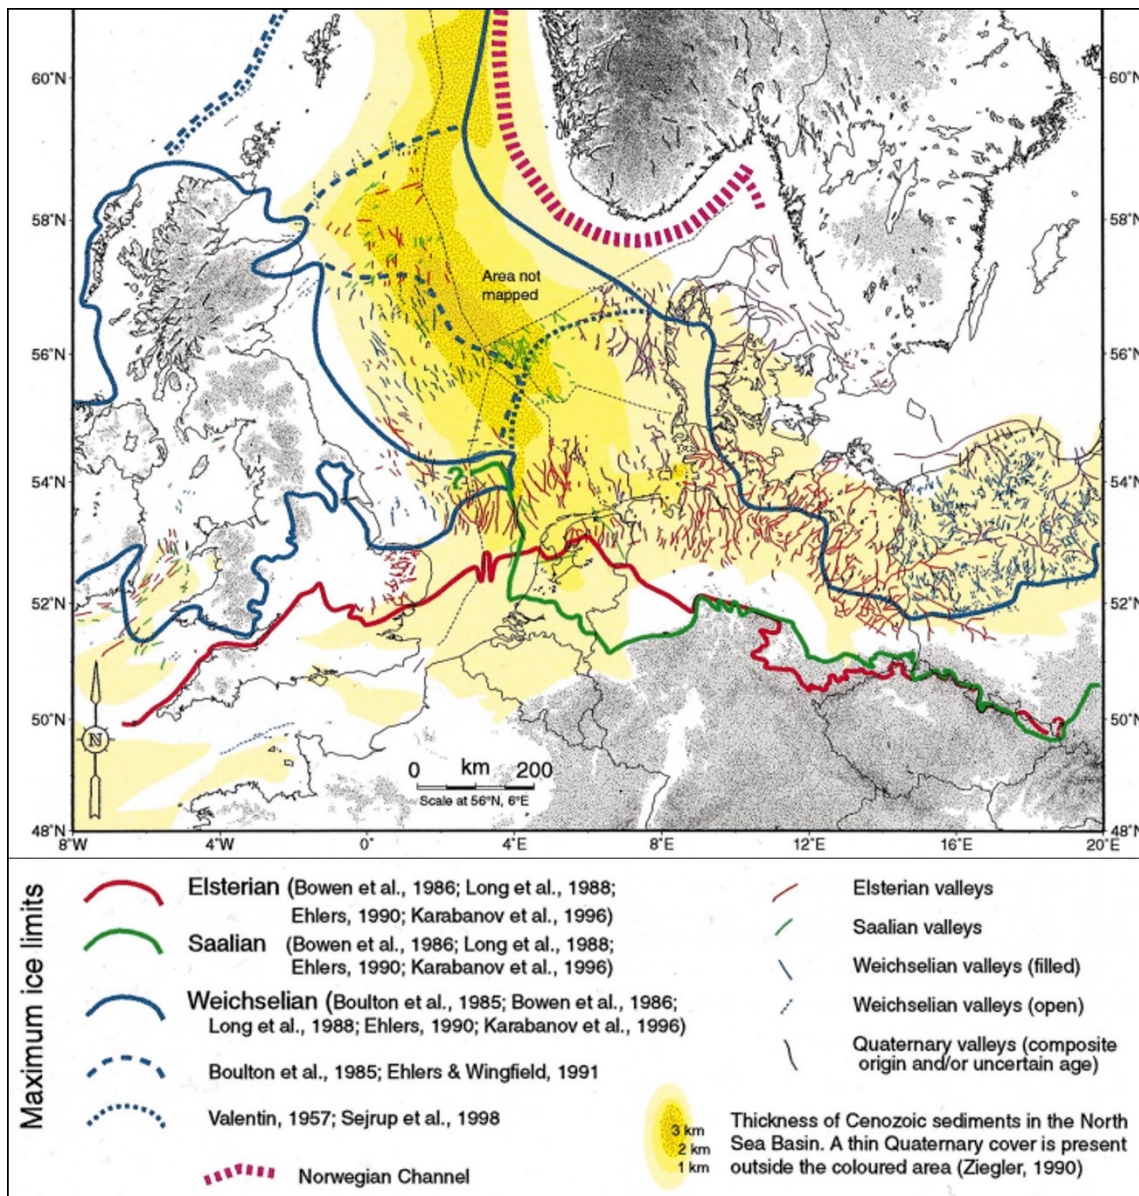 60°N
60°N
58°N
58°N
Area not
mapped
56°N
56°N
54°N
54°N
?
52°N
52°N
50°N
50°N
N
0 km 200
Scale at 56°N, 6°E
48°N
48°N
8°W
4°W
0°
4°E
8°E
12°E
16°E
20°E
Maximum ice limits
Elsterian (Bowen et al., 1986; Long et al., 1988;
Ehlers, 1990; Karabanov et al., 1996)
Saalian (Bowen et al., 1986; Long et al., 1988;
Ehlers, 1990; Karabanov et al., 1996)
Weichselian (Boulton et al., 1985; Bowen et al., 1986;
Long et al., 1988; Ehlers, 1990; Karabanov et al., 1996)
Boulton et al., 1985; Ehlers & Wingfield, 1991
Valentin, 1957; Sejrup et al., 1998
Norwegian Channel
Elsterian valleys
Saalian valleys
Weichselian valleys (filled)
Weichselian valleys (open)
Quaternary valleys (composite
origin and/or uncertain age)
3 km
2 km
1 km
Thickness of Cenozoic sediments in the North
Sea Basin. A thin Quaternary cover is present
outside the coloured area (Ziegler, 1990)